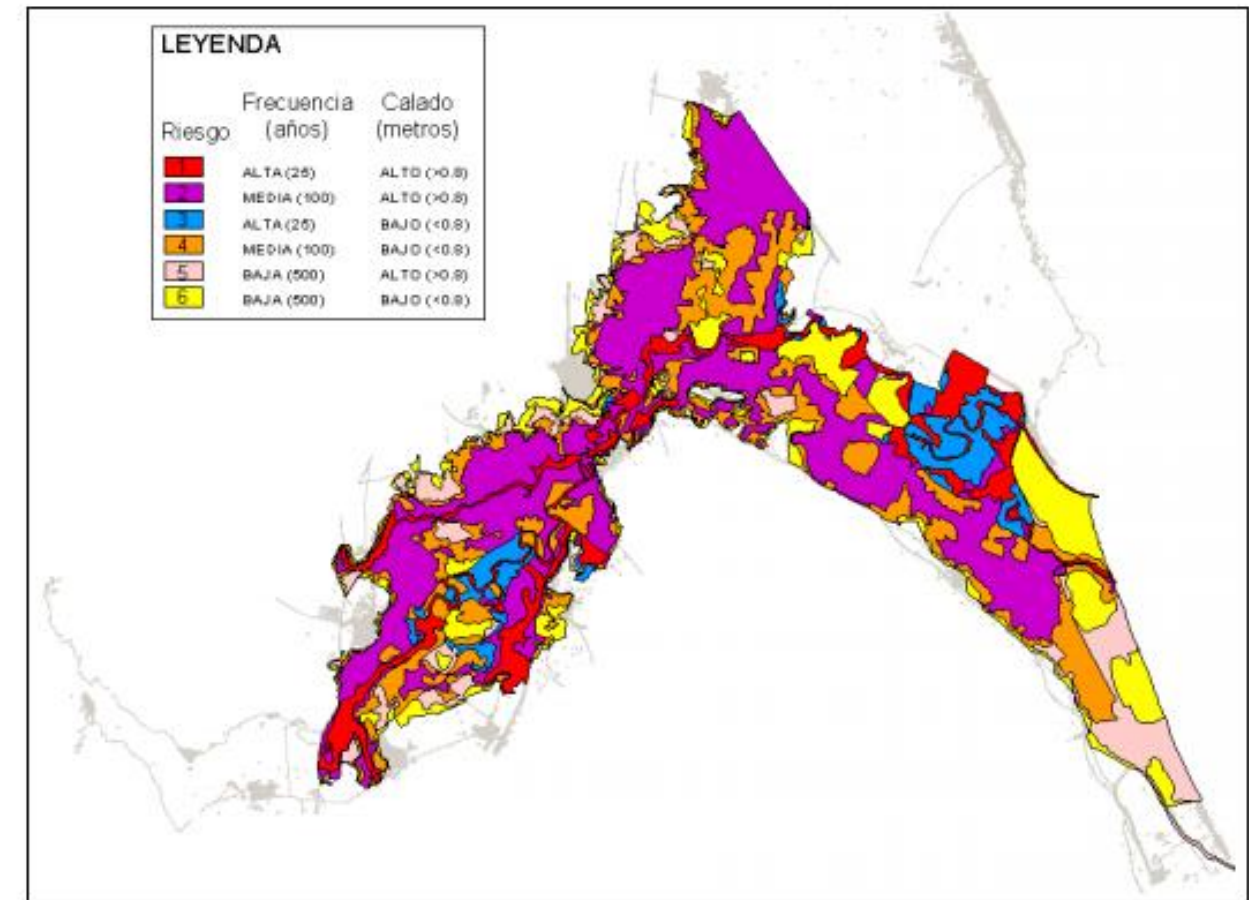 LEYENDA
Riesgo Frecuencia (años) Calado (metros)
1 ALTA (25) ALTO (>0.8)
2 MEDIA (100) ALTO (>0.8)
3 ALTA (25) BAJO (<0.8)
4 MEDIA (100) BAJO (<0.8)
5 BAJA (500) ALTO (>0.8)
6 BAJA (500) BAJO (<0.8)